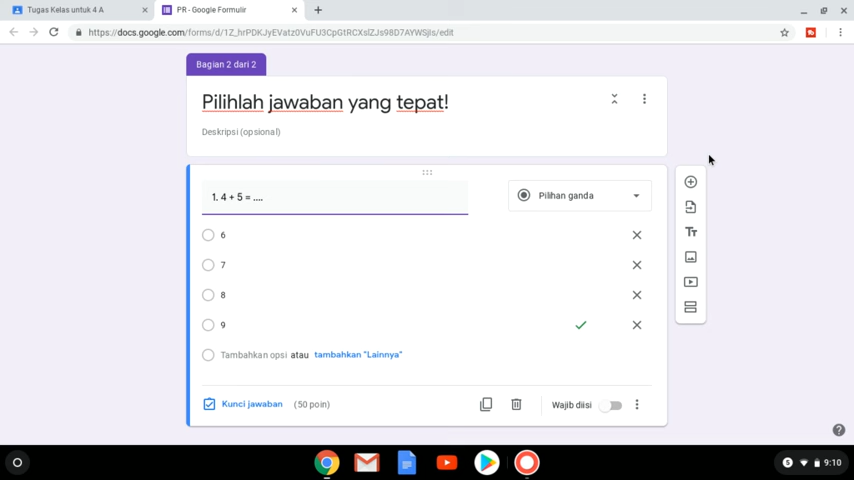 Tugas Kelas untuk 4 A
PR - Google Formulir
https://docs.google.com/forms/d/1Z_hrPDKJyEVatz0VuFU3CpGtRCXslZJs98D7AYWSjIs/edit
Bagian 2 dari 2
Pilihlah jawaban yang tepat!
Deskripsi (opsional)
1. 4 + 5 = ....
Pilihan ganda
6
7
8
9
Tambahkan opsi atau tambahkan "Lainnya"
Kunci jawaban (50 poin)
Wajib diisi
Tт
S
9:10